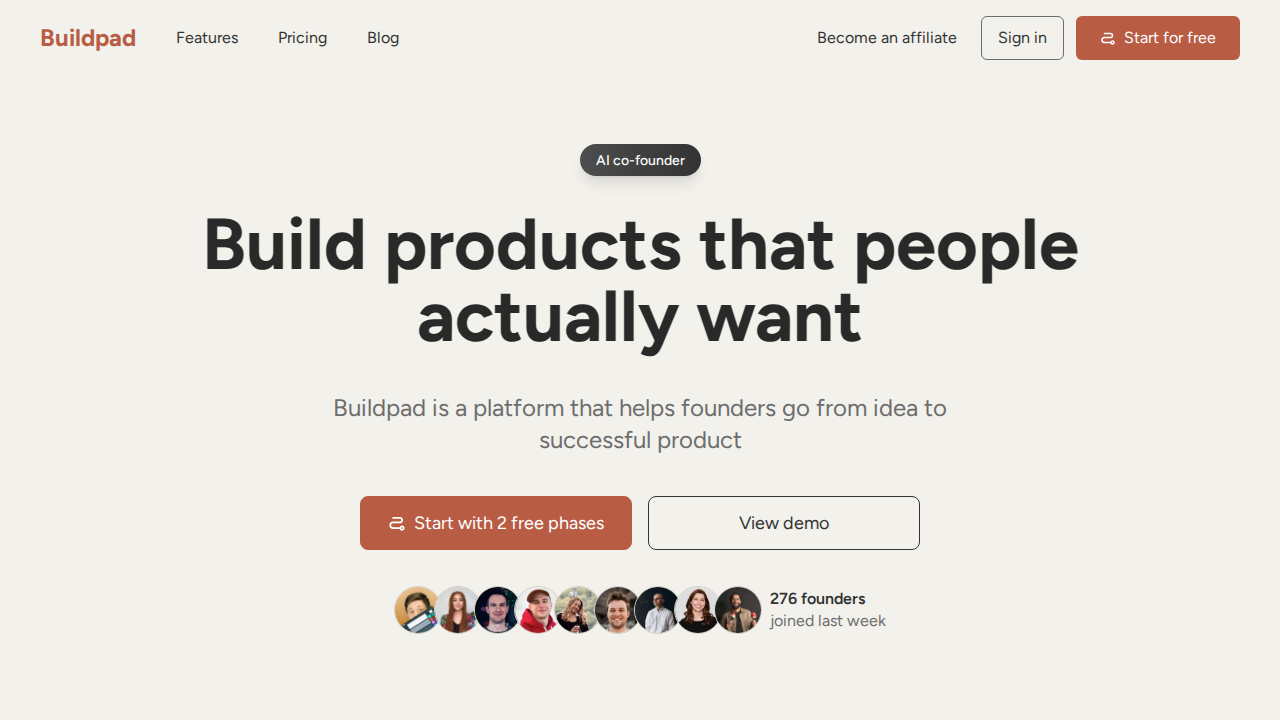 Buildpad
Features
Pricing
Blog
Become an affiliate
Sign in
Start for free
AI co-founder
Build products that people
actually want
Buildpad is a platform that helps founders go from idea to
successful product
Start with 2 free phases
View demo
276 founders
joined last week